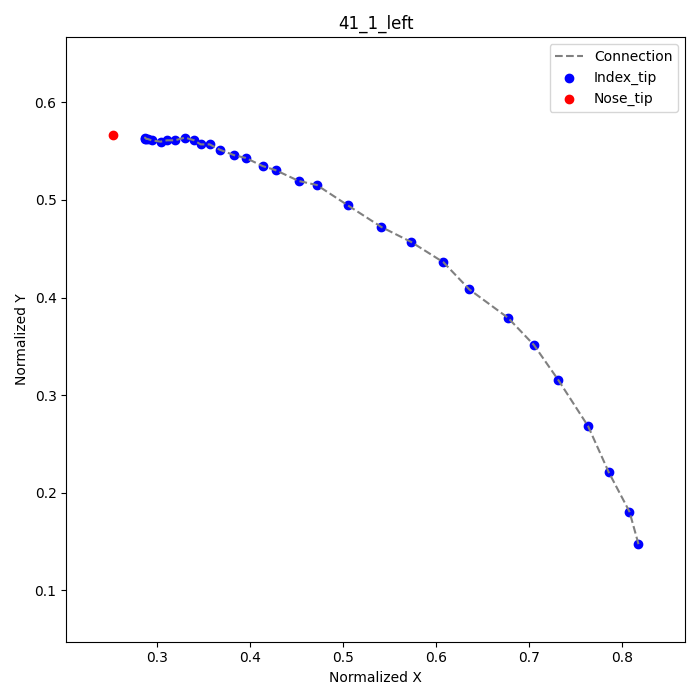 41_1_left
Connection
Index_tip
Nose_tip
0.6
0.5
0.4
0.3
0.2
0.1
Normalized Y
0.3 0.4 0.5 0.6 0.7 0.8
Normalized X